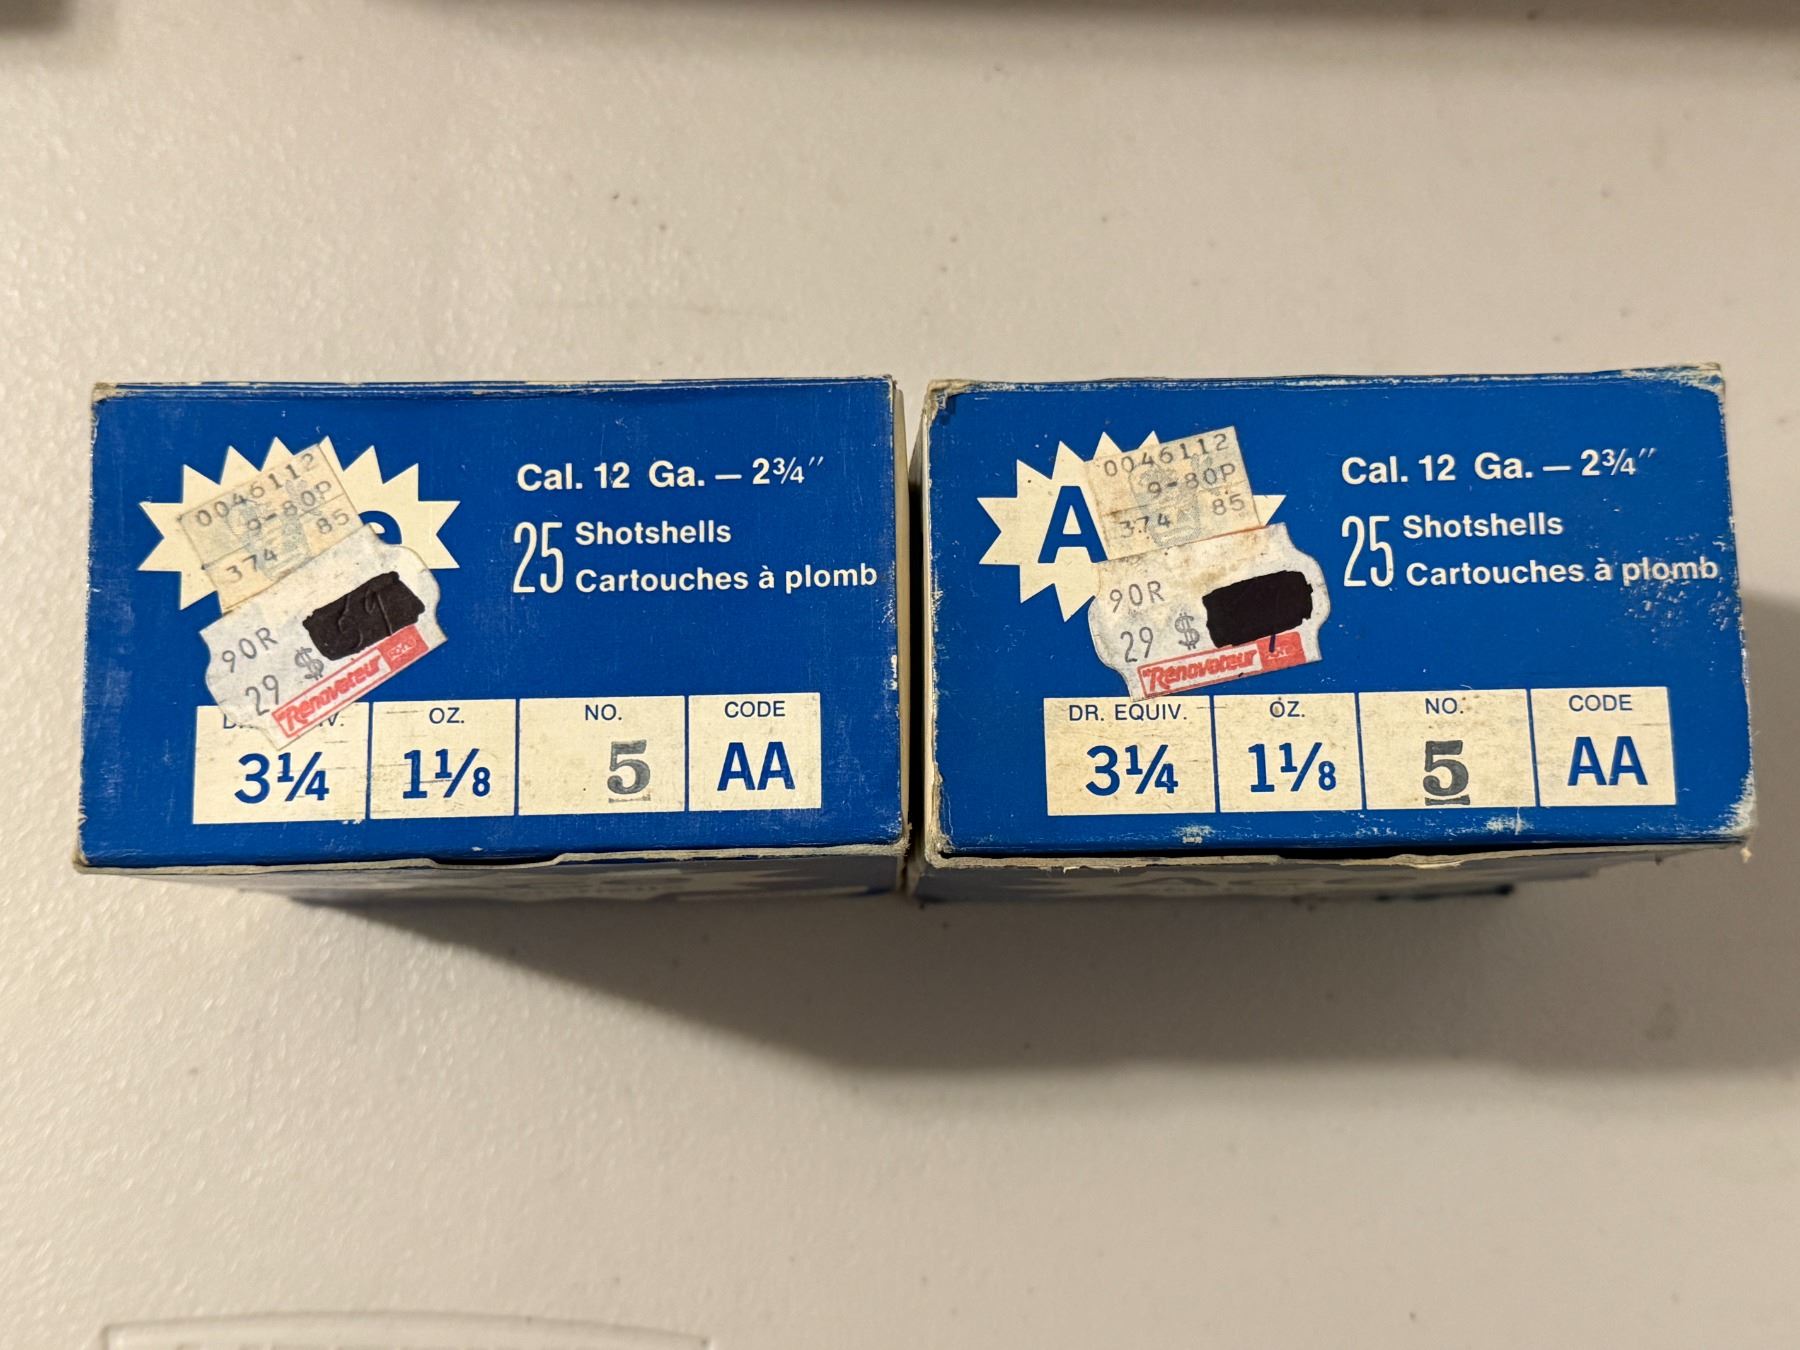 e
Cal. 12 Ga. — 2¾″
25 Shotshells
Cartouches à plomb
0046112
9-80P
374 85
90R
29 $
Renovateur
OZ. NO. CODE
3¼ 1⅛ 5 AA
A
Cal. 12 Ga. — 2¾″
25 Shotshells
Cartouches à plomb
0046112
9-80P
374 85
90R
29 $
Renovateur
DR. EQUIV. OZ. NO. CODE
3¼ 1⅛ 5 AA